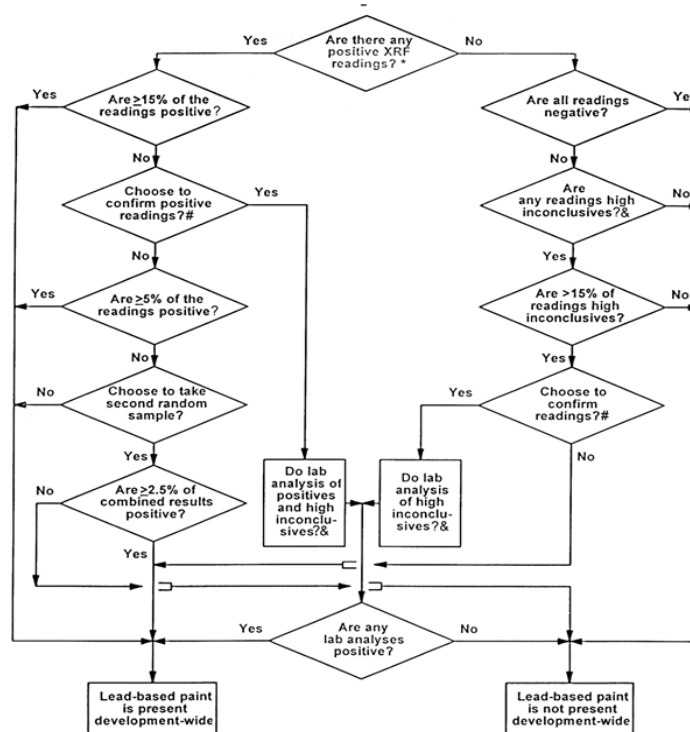 Are there any
positive XRF
readings? *
Yes
No
Are ≥15% of the
readings positive?
Yes
No
Are all readings
negative?
Ye
No
Choose to
confirm positive
readings?#
Yes
No
Are
any readings high
inconclusives?&
No
Yes
Are ≥5% of the
readings positive?
Yes
No
Are >15% of
readings high
inconclusives?
No
Yes
Choose to take
second random
sample?
No
Yes
Choose to
confirm
readings?#
Yes
No
Are ≥2.5% of
combined results
positive?
No
Yes
Do lab
analysis of
positives
and high
inconclu-
sives?&
Do lab
analysis
of high
inconclu-
sives?&
Are any
lab analyses
positive?
Yes
No
Lead-based paint
is present
development-wide
Lead-based paint
is not present
development-wide